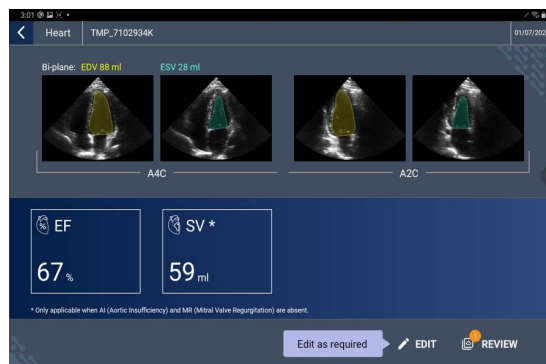 3:01
Heart TMP_7102934K 01/07/202
Bi-plane: EDV 88 ml ESV 28 ml
A4C A2C
EF SV *
67 % 59 ml
* Only applicable when AI (Aortic Insufficiency) and MR (Mitral Valve Regurgitation) are absent.
Edit as required EDIT REVIEW